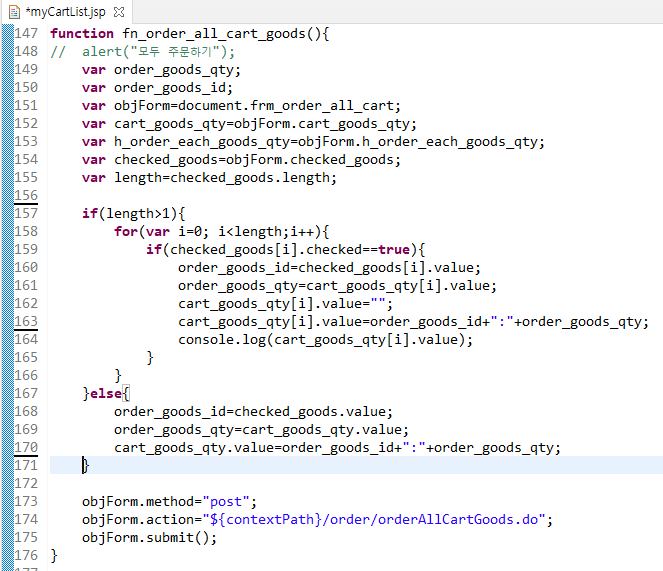 *myCartList.jsp
147 function fn_order_all_cart_goods(){
148 //  alert("모두 주문하기");
149     var order_goods_qty;
150     var order_goods_id;
151     var objForm=document.frm_order_all_cart;
152     var cart_goods_qty=objForm.cart_goods_qty;
153     var h_order_each_goods_qty=objForm.h_order_each_goods_qty;
154     var checked_goods=objForm.checked_goods;
155     var length=checked_goods.length;
156
157     if(length>1){
158         for(var i=0; i<length;i++){
159             if(checked_goods[i].checked==true){
160                 order_goods_id=checked_goods[i].value;
161                 order_goods_qty=cart_goods_qty[i].value;
162                 cart_goods_qty[i].value="";
163                 cart_goods_qty[i].value=order_goods_id+":"+order_goods_qty;
164                 console.log(cart_goods_qty[i].value);
165             }
166         }
167     }else{
168         order_goods_id=checked_goods.value;
169         order_goods_qty=cart_goods_qty.value;
170         cart_goods_qty.value=order_goods_id+":"+order_goods_qty;
171     }
172
173     objForm.method="post";
174     objForm.action="${contextPath}/order/orderAllCartGoods.do";
175     objForm.submit();
176 }